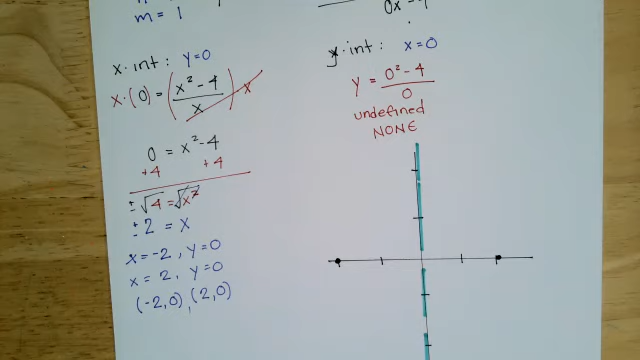 m = 1
0x - 4
x-int: y=0
x·(0) = (x² - 4 / x) x
0 = x² - 4
+4 +4
± √4 = √x²
± 2 = x
x = -2, y = 0
x = 2, y = 0
(-2,0), (2,0)
y-int: x=0
y = 0² - 4 / 0
undefined
NONE